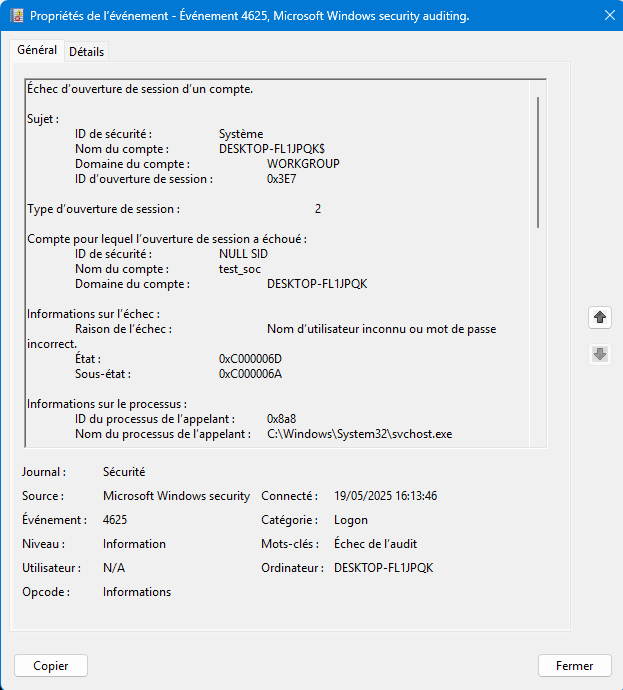 Propriétés de l’événement - Événement 4625, Microsoft Windows security auditing.
Général Détails
Échec d’ouverture de session d’un compte.
Sujet :
ID de sécurité : Système
Nom du compte : DESKTOP-FL1JPQK$
Domaine du compte : WORKGROUP
ID d’ouverture de session : 0x3E7
Type d’ouverture de session : 2
Compte pour lequel l’ouverture de session a échoué :
ID de sécurité : NULL SID
Nom du compte : test_soc
Domaine du compte : DESKTOP-FL1JPQK
Informations sur l’échec :
Raison de l’échec : Nom d’utilisateur inconnu ou mot de passe
incorrect.
État : 0xC000006D
Sous-état : 0xC000006A
Informations sur le processus :
ID du processus de l’appelant : 0x8a8
Nom du processus de l’appelant : C:\Windows\System32\svchost.exe
Journal : Sécurité
Source : Microsoft Windows security Connecté : 19/05/2025 16:13:46
Événement : 4625 Catégorie : Logon
Niveau : Information Mots-clés : Échec de l’audit
Utilisateur : N/A Ordinateur : DESKTOP-FL1JPQK
Opcode : Informations
Copier Fermer